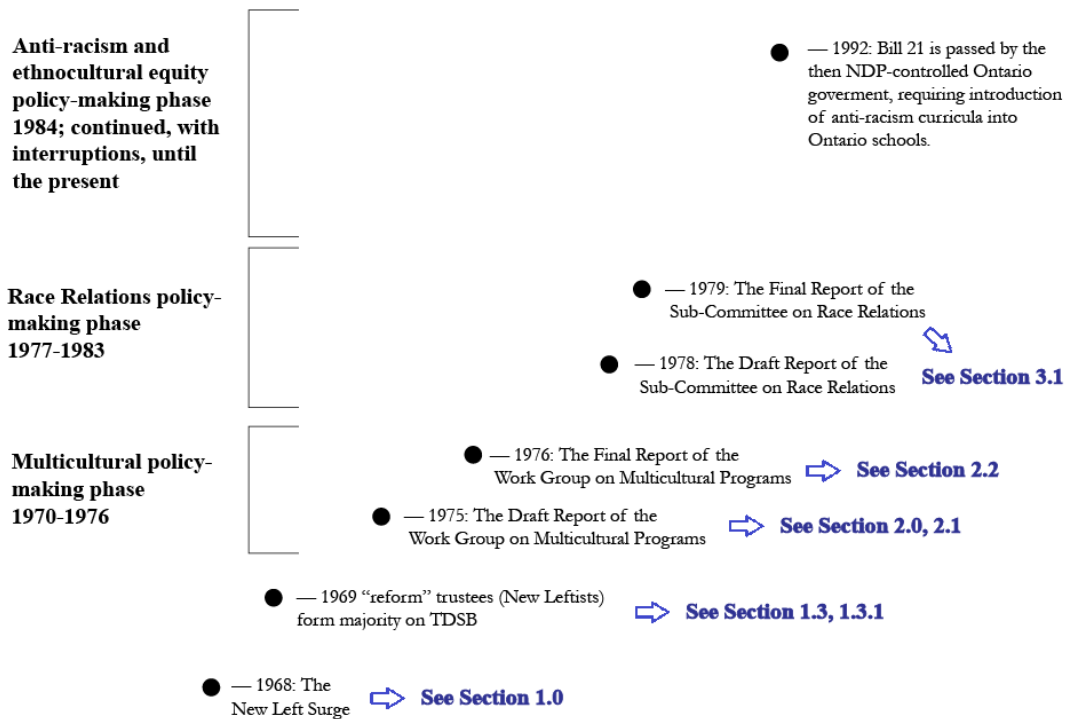 Anti-racism and
ethnocultural equity
policy-making phase
1984; continued, with
interruptions, until
the present
— 1992: Bill 21 is passed by the
then NDP-controlled Ontario
goverment, requiring introduction
of anti-racism curricula into
Ontario schools.
Race Relations policy-
making phase
1977-1983
— 1979: The Final Report of the
Sub-Committee on Race Relations
— 1978: The Draft Report of the
Sub-Committee on Race Relations
See Section 3.1
Multicultural policy-
making phase
1970-1976
— 1976: The Final Report of the
Work Group on Multicultural Programs
See Section 2.2
— 1975: The Draft Report of the
Work Group on Multicultural Programs
See Section 2.0, 2.1
— 1969 “reform” trustees (New Leftists)
form majority on TDSB
See Section 1.3, 1.3.1
— 1968: The
New Left Surge
See Section 1.0